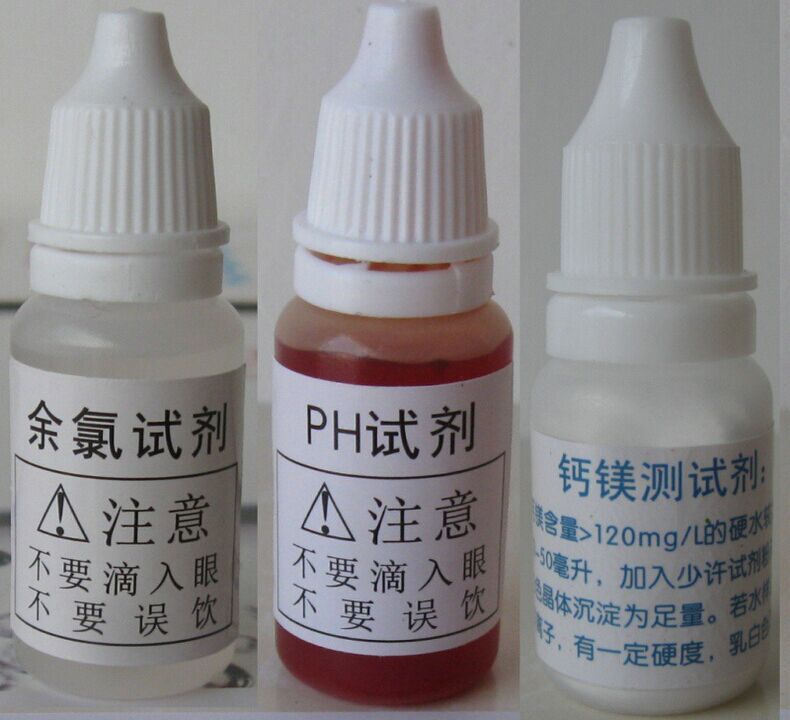 余氯试剂
注意
不要滴入眼
不要误饮
PH试剂
注意
不要滴入眼
不要误饮
钙镁测试剂:
镁含量>120mg/L的硬水
-50毫升，加入少许试剂
色晶体沉淀为足量。若水
离子，有一定硬度，乳白色